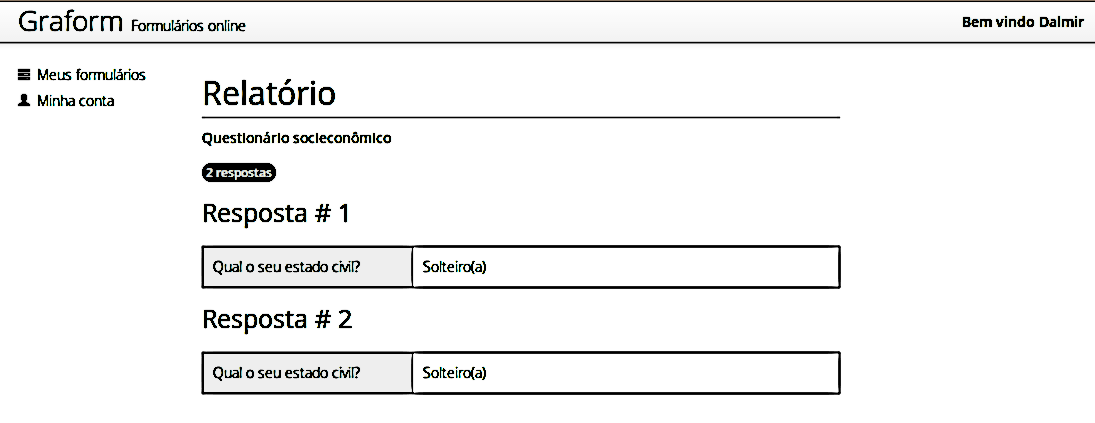 Graform Formulários online
Bem vindo Dalmir
Meus formulários
Minha conta
Relatório
Questionário socieconômico
2 respostas
Resposta # 1
Qual o seu estado civil? Solteiro(a)
Resposta # 2
Qual o seu estado civil? Solteiro(a)